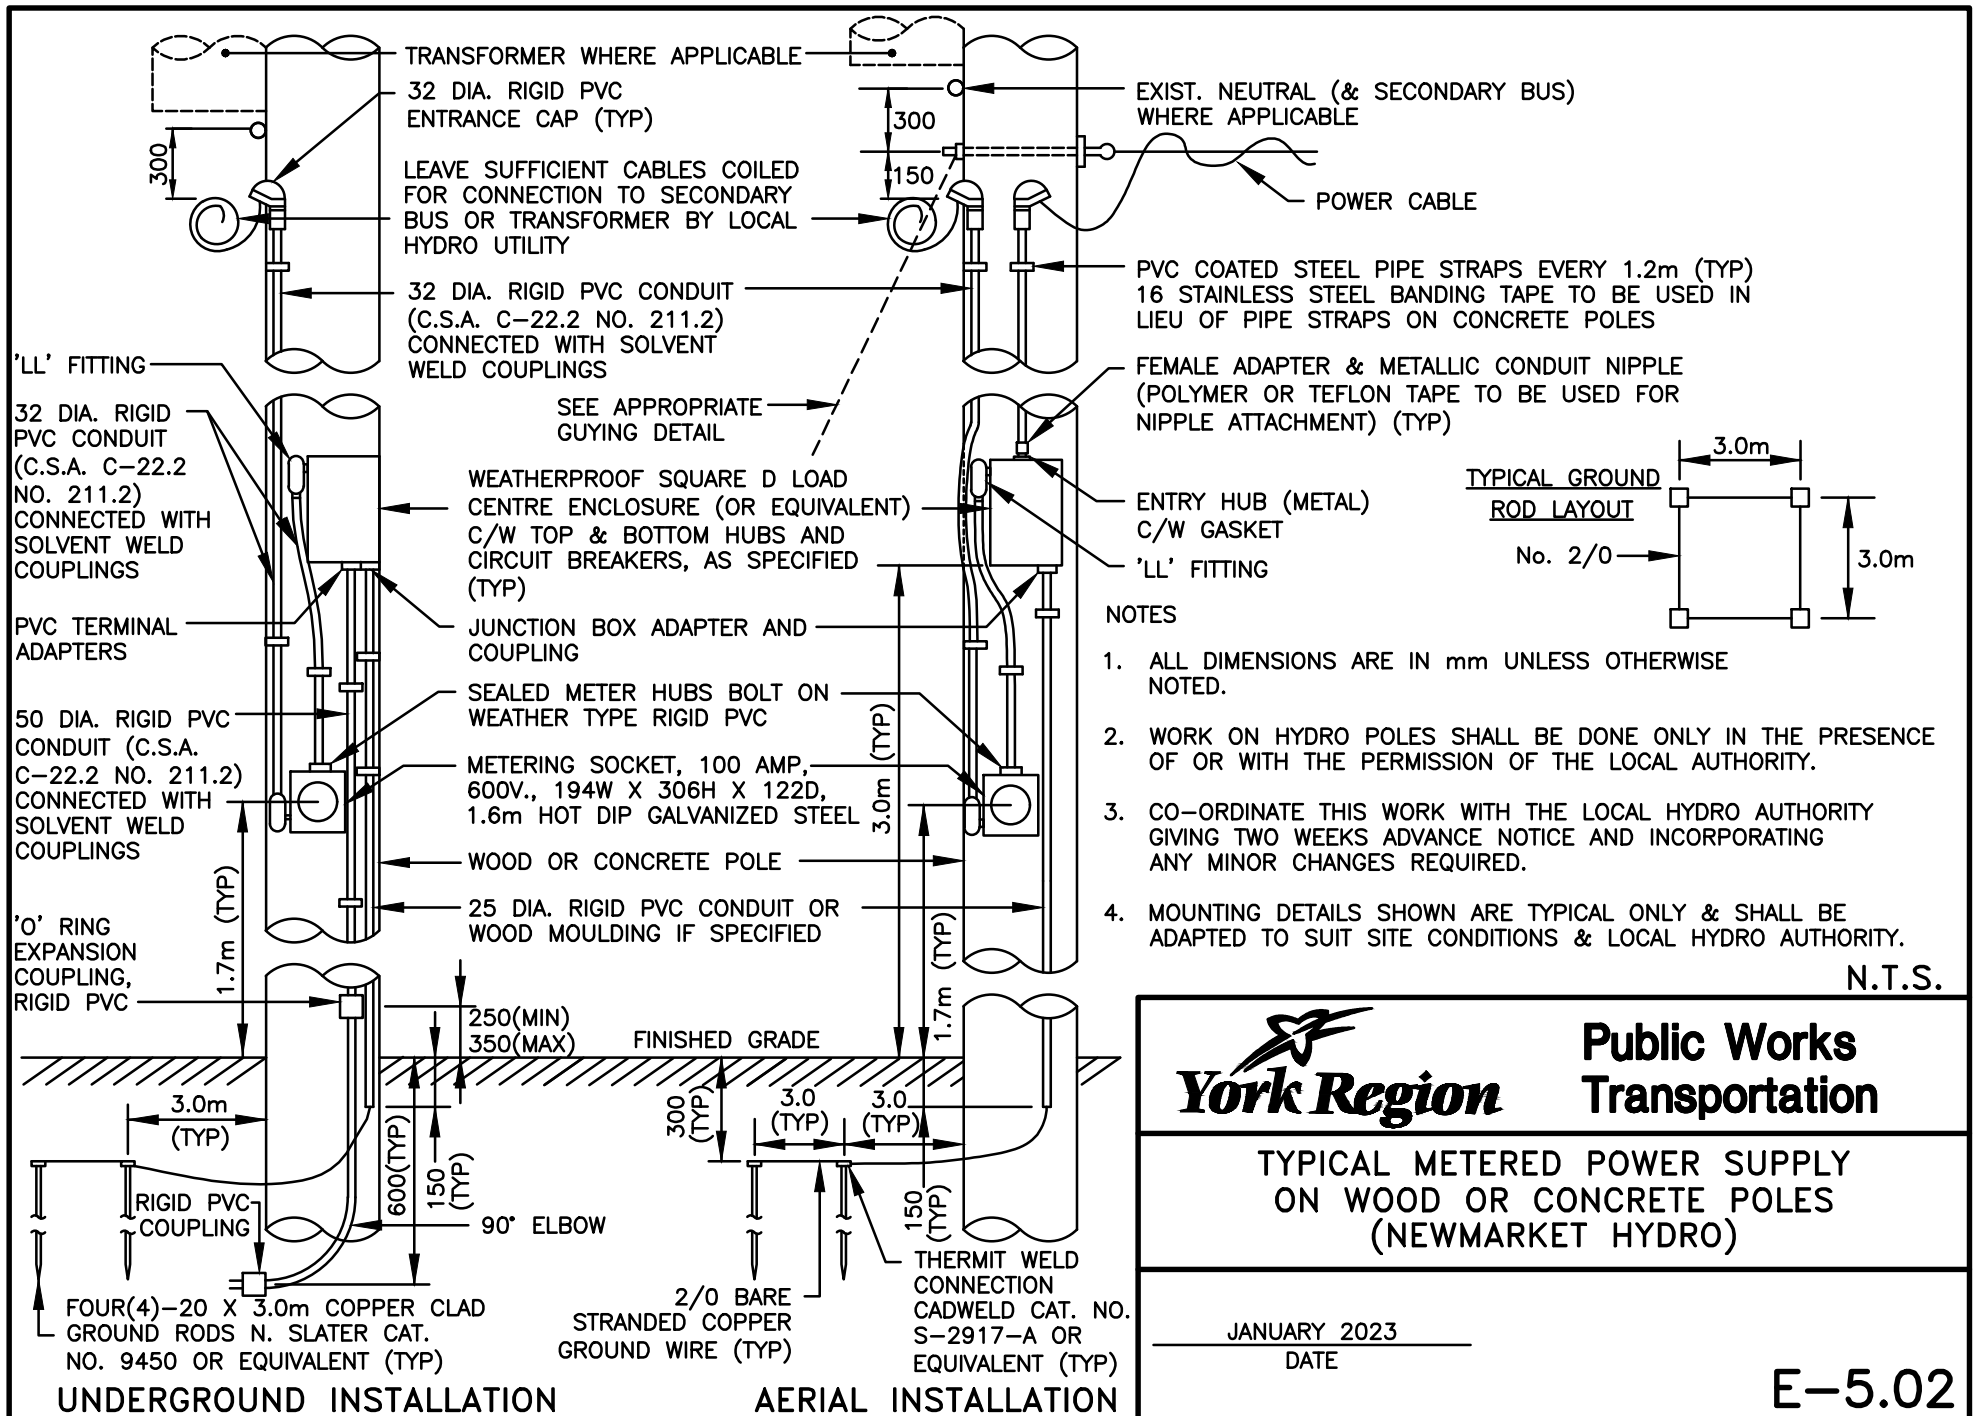 TRANSFORMER WHERE APPLICABLE
32 DIA. RIGID PVC
ENTRANCE CAP (TYP)
300
LEAVE SUFFICIENT CABLES COILED
FOR CONNECTION TO SECONDARY
BUS OR TRANSFORMER BY LOCAL
HYDRO UTILITY
32 DIA. RIGID PVC CONDUIT
(C.S.A. C-22.2 NO. 211.2)
CONNECTED WITH SOLVENT
WELD COUPLINGS
'LL' FITTING
32 DIA. RIGID
PVC CONDUIT
(C.S.A. C-22.2
NO. 211.2)
CONNECTED WITH
SOLVENT WELD
COUPLINGS
PVC TERMINAL
ADAPTERS
50 DIA. RIGID PVC
CONDUIT (C.S.A.
C-22.2 NO. 211.2)
CONNECTED WITH
SOLVENT WELD
COUPLINGS
'O' RING
EXPANSION
COUPLING,
RIGID PVC
1.7m (TYP)
SEE APPROPRIATE
GUYING DETAIL
WEATHERPROOF SQUARE D LOAD
CENTRE ENCLOSURE (OR EQUIVALENT)
C/W TOP & BOTTOM HUBS AND
CIRCUIT BREAKERS, AS SPECIFIED
(TYP)
JUNCTION BOX ADAPTER AND
COUPLING
SEALED METER HUBS BOLT ON
WEATHER TYPE RIGID PVC
METERING SOCKET, 100 AMP,
600V., 194W X 306H X 122D,
1.6m HOT DIP GALVANIZED STEEL
WOOD OR CONCRETE POLE
25 DIA. RIGID PVC CONDUIT OR
WOOD MOULDING IF SPECIFIED
250(MIN)
350(MAX)
FINISHED GRADE
3.0m
(TYP)
600(TYP)
150
(TYP)
RIGID PVC
COUPLING
90° ELBOW
FOUR(4)-20 X 3.0m COPPER CLAD
GROUND RODS N. SLATER CAT.
NO. 9450 OR EQUIVALENT (TYP)
UNDERGROUND INSTALLATION
300
150
EXIST. NEUTRAL (& SECONDARY BUS)
WHERE APPLICABLE
POWER CABLE
PVC COATED STEEL PIPE STRAPS EVERY 1.2m (TYP)
16 STAINLESS STEEL BANDING TAPE TO BE USED IN
LIEU OF PIPE STRAPS ON CONCRETE POLES
FEMALE ADAPTER & METALLIC CONDUIT NIPPLE
(POLYMER OR TEFLON TAPE TO BE USED FOR
NIPPLE ATTACHMENT) (TYP)
ENTRY HUB (METAL)
C/W GASKET
'LL' FITTING
3.0m (TYP)
1.7m (TYP)
300
(TYP)
3.0
(TYP)
3.0
(TYP)
150
(TYP)
2/0 BARE
STRANDED COPPER
GROUND WIRE (TYP)
THERMIT WELD
CONNECTION
CADWELD CAT. NO.
S-2917-A OR
EQUIVALENT (TYP)
AERIAL INSTALLATION
TYPICAL GROUND
ROD LAYOUT
No. 2/0
3.0m
3.0m
NOTES
1. ALL DIMENSIONS ARE IN mm UNLESS OTHERWISE
NOTED.
2. WORK ON HYDRO POLES SHALL BE DONE ONLY IN THE PRESENCE
OF OR WITH THE PERMISSION OF THE LOCAL AUTHORITY.
3. CO-ORDINATE THIS WORK WITH THE LOCAL HYDRO AUTHORITY
GIVING TWO WEEKS ADVANCE NOTICE AND INCORPORATING
ANY MINOR CHANGES REQUIRED.
4. MOUNTING DETAILS SHOWN ARE TYPICAL ONLY & SHALL BE
ADAPTED TO SUIT SITE CONDITIONS & LOCAL HYDRO AUTHORITY.
N.T.S.
York Region
Public Works
Transportation
TYPICAL METERED POWER SUPPLY
ON WOOD OR CONCRETE POLES
(NEWMARKET HYDRO)
JANUARY 2023
DATE
E-5.02